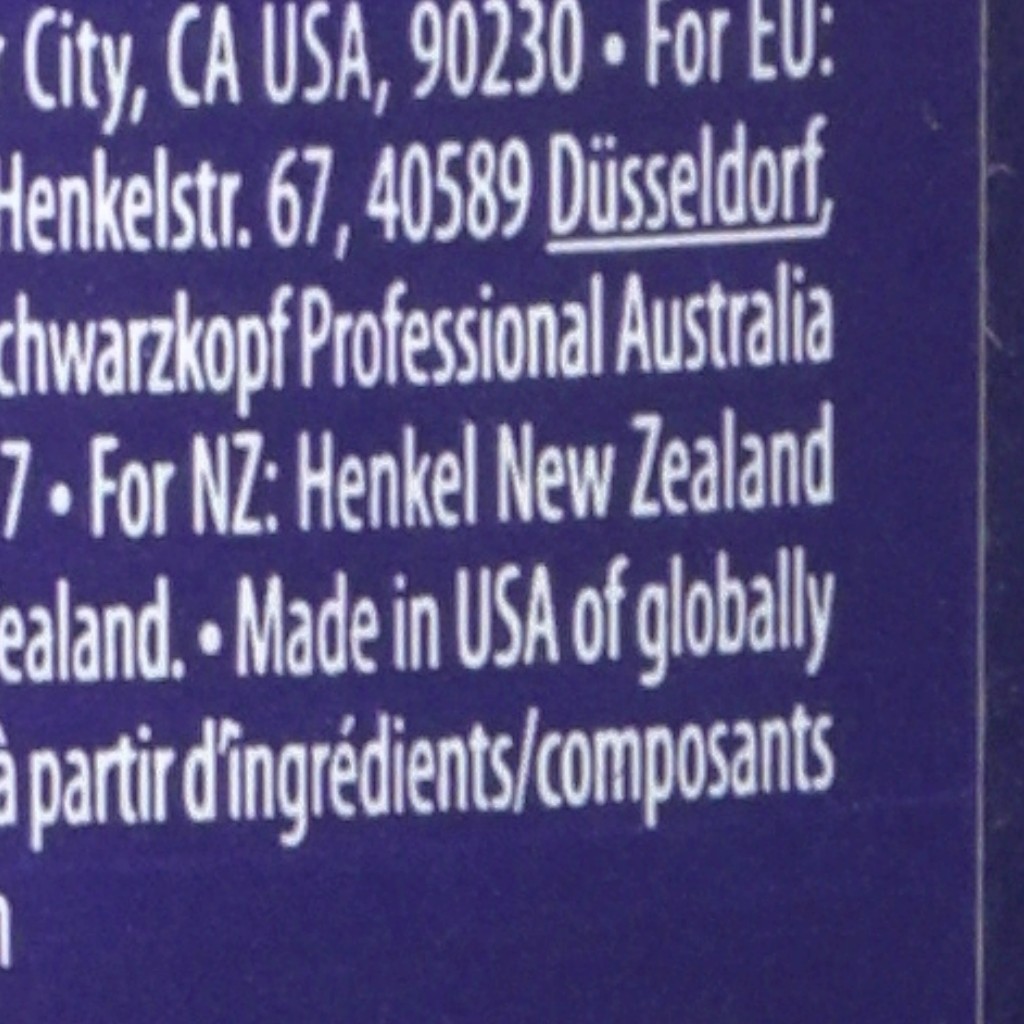 City, CA USA, 90230 • For EU:
Henkelstr. 67, 40589 Düsseldorf,
chwarzkopf Professional Australia
7 • For NZ: Henkel New Zealand
ealand. • Made in USA of globally
à partir d'ingrédients/composants